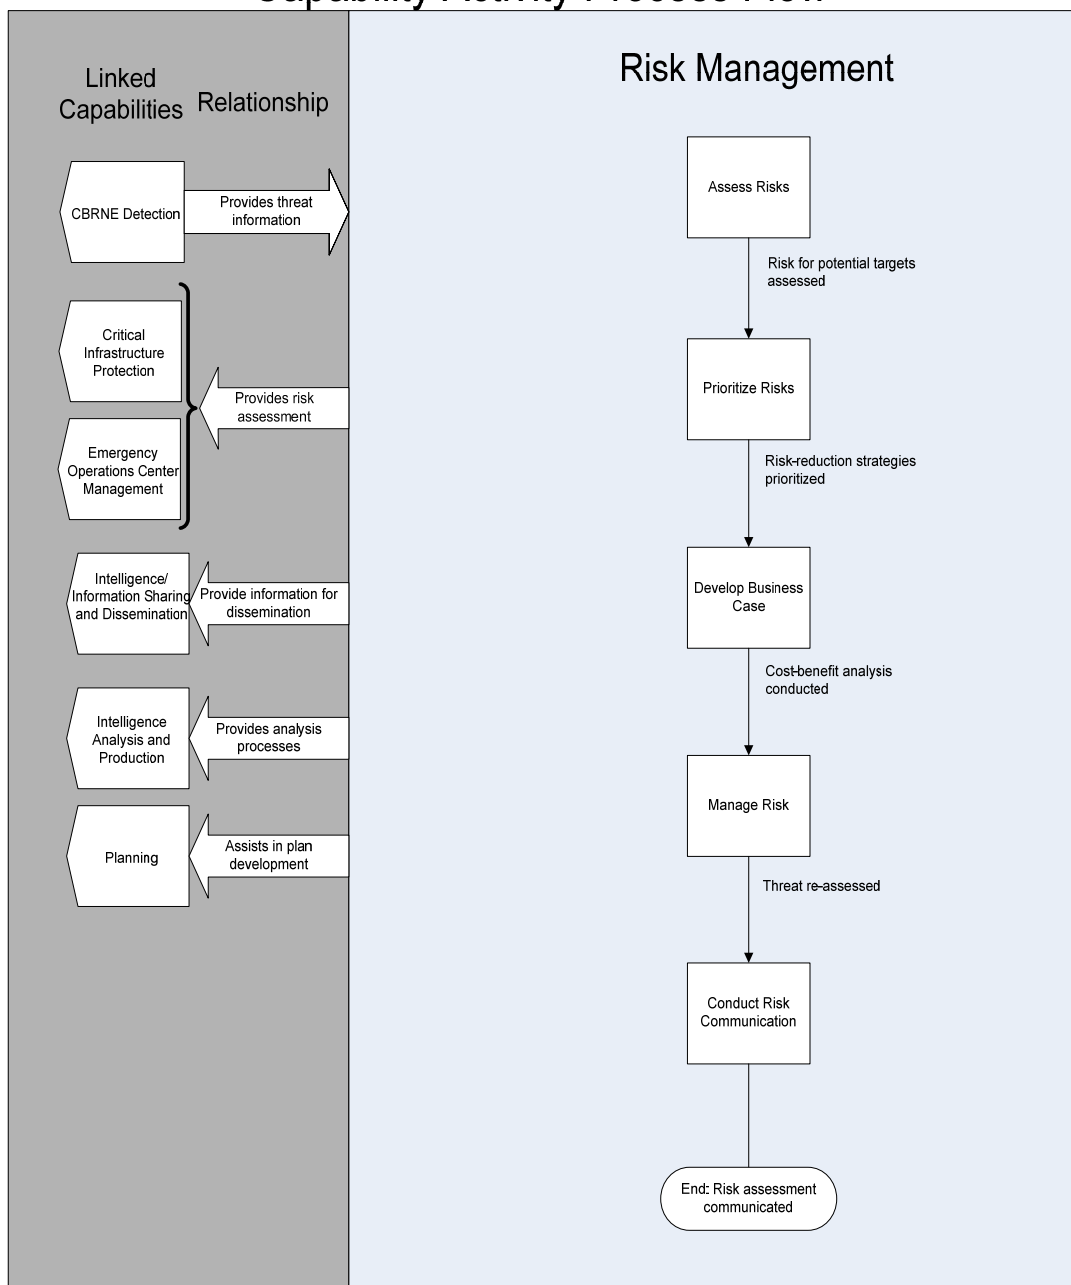 Capability Activity Process Flow
Linked
Capabilities
Relationship
CBRNE Detection
Provides threat
information
Critical
Infrastructure
Protection
Emergency
Operations Center
Management
Provides risk
assessment
Intelligence/
Information Sharing
and Dissemination
Provide information for
dissemination
Intelligence
Analysis and
Production
Provides analysis
processes
Planning
Assists in plan
development
Risk Management
Assess Risks
Risk for potential targets
assessed
Prioritize Risks
Risk-reduction strategies
prioritized
Develop Business
Case
Cost-benefit analysis
conducted
Manage Risk
Threat re-assessed
Conduct Risk
Communication
End: Risk assessment
communicated